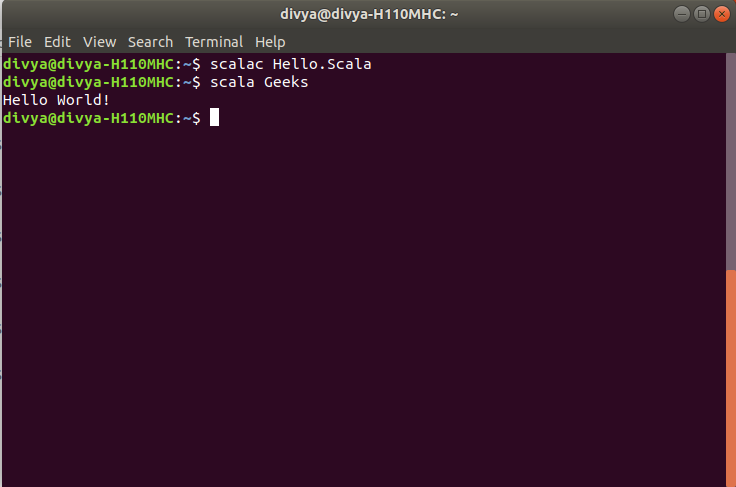 divya@divya-H110MHC: ~
File Edit View Search Terminal Help
divya@divya-H110MHC:~$ scalac Hello.Scala
divya@divya-H110MHC:~$ scala Geeks
Hello World!
divya@divya-H110MHC:~$